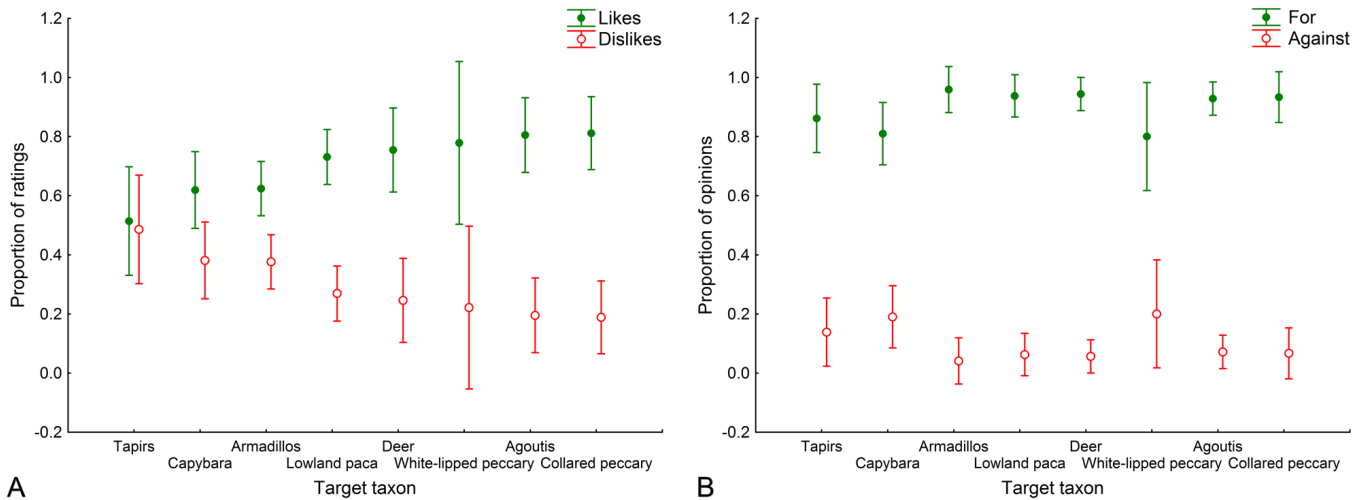 1.2
1.0
0.8
0.6
0.4
0.2
0.0
-0.2
Proportion of ratings
Likes
Dislikes
Tapirs
Armadillos
Deer
Agoutis
Capybara
Lowland paca
White-lipped peccary
Collared peccary
Target taxon
A
1.2
1.0
0.8
0.6
0.4
0.2
0.0
-0.2
Proportion of opinions
For
Against
Tapirs
Armadillos
Deer
Agoutis
Capybara
Lowland paca
White-lipped peccary
Collared peccary
Target taxon
B